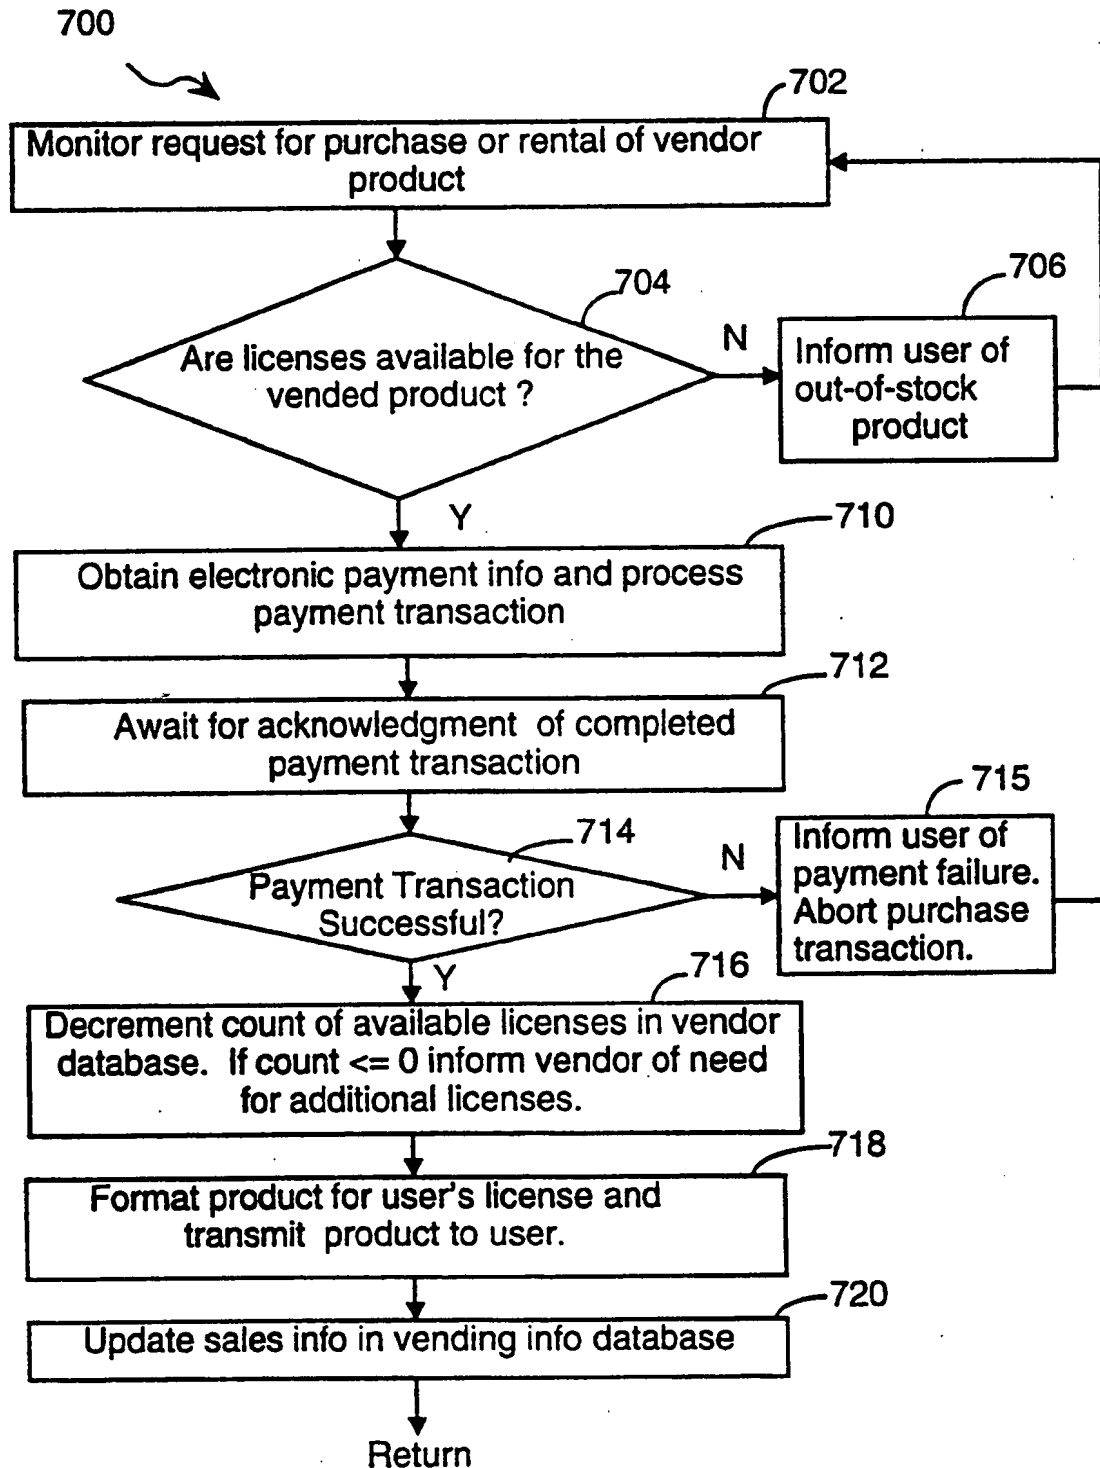 700
702
Monitor request for purchase or rental of vendor
product
704
Are licenses available for the
vended product ?
N
706
Inform user of
out-of-stock
product
Y
710
Obtain electronic payment info and process
payment transaction
712
Await for acknowledgment of completed
payment transaction
714
Payment Transaction
Successful?
N
715
Inform user of
payment failure.
Abort purchase
transaction.
Y
716
Decrement count of available licenses in vendor
database. If count <= 0 inform vendor of need
for additional licenses.
718
Format product for user's license and
transmit product to user.
720
Update sales info in vending info database
Return